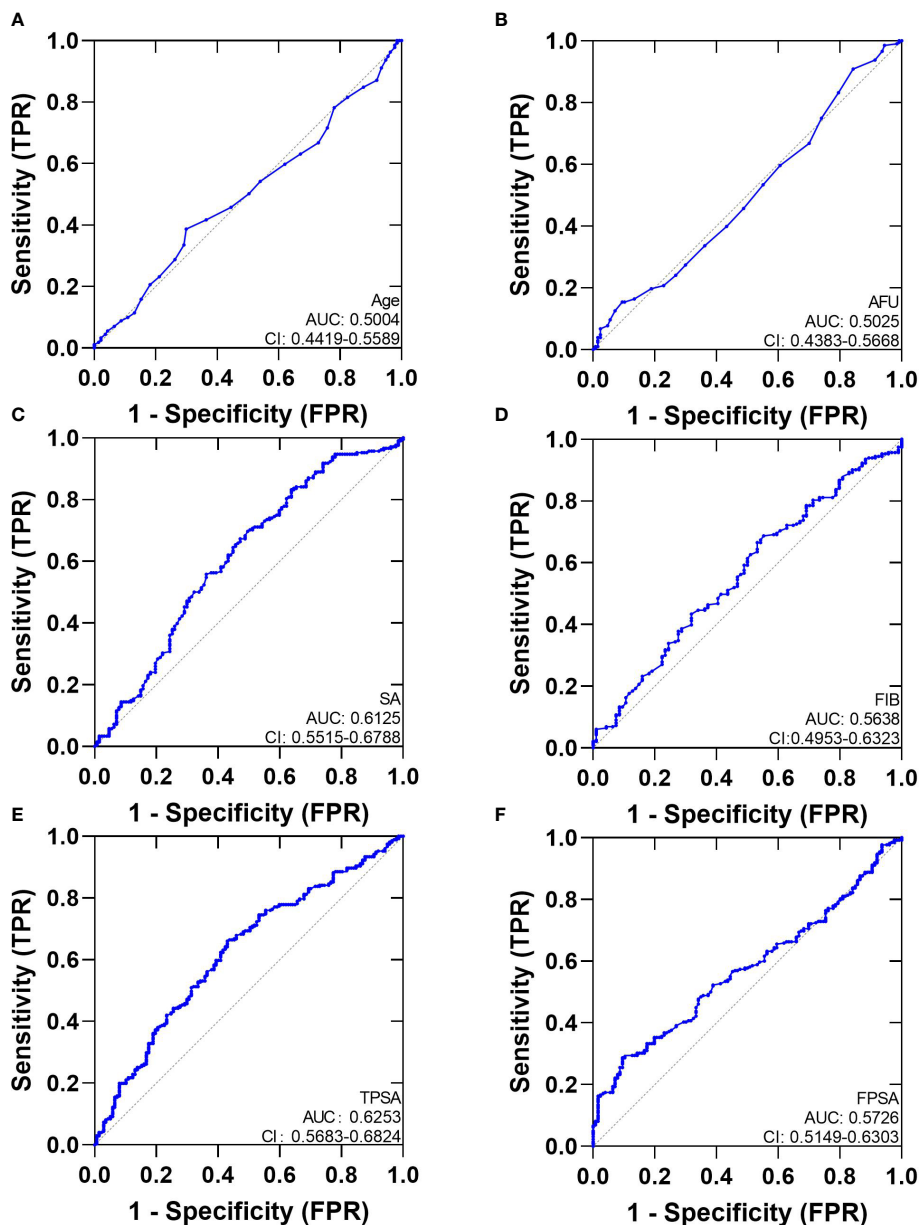 A
Sensitivity (TPR)
1.0
0.8
0.6
0.4
0.2
0.0
Age
AUC: 0.5004
CI: 0.4419-0.5589
0.0 0.2 0.4 0.6 0.8 1.0
1 - Specificity (FPR)
B
Sensitivity (TPR)
1.0
0.8
0.6
0.4
0.2
0.0
AFU
AUC: 0.5025
CI: 0.4383-0.5668
0.0 0.2 0.4 0.6 0.8 1.0
1 - Specificity (FPR)
C
Sensitivity (TPR)
1.0
0.8
0.6
0.4
0.2
0.0
SA
AUC: 0.6125
CI: 0.5515-0.6788
0.0 0.2 0.4 0.6 0.8 1.0
1 - Specificity (FPR)
D
Sensitivity (TPR)
1.0
0.8
0.6
0.4
0.2
0.0
FIB
AUC: 0.5638
CI:0.4953-0.6323
0.0 0.2 0.4 0.6 0.8 1.0
1 - Specificity (FPR)
E
Sensitivity (TPR)
1.0
0.8
0.6
0.4
0.2
0.0
TPSA
AUC: 0.6253
CI: 0.5683-0.6824
0.0 0.2 0.4 0.6 0.8 1.0
1 - Specificity (FPR)
F
Sensitivity (TPR)
1.0
0.8
0.6
0.4
0.2
0.0
FPSA
AUC: 0.5726
CI: 0.5149-0.6303
0.0 0.2 0.4 0.6 0.8 1.0
1 - Specificity (FPR)